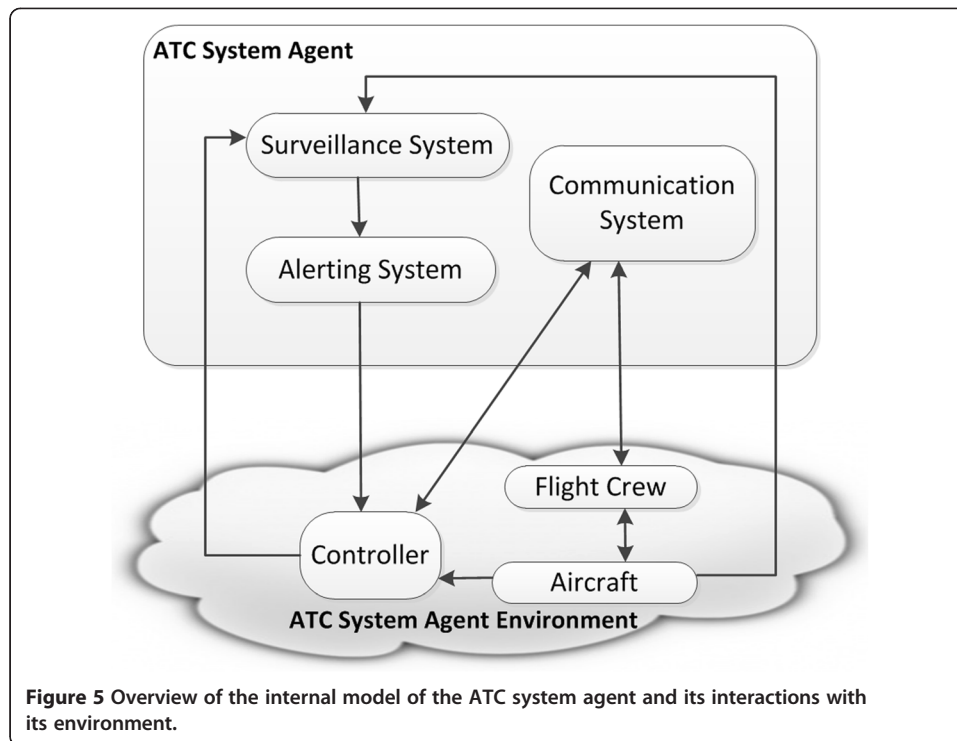 ATC System Agent
Surveillance System
Communication
System
Alerting System
Flight Crew
Controller
Aircraft
ATC System Agent Environment
Figure 5 Overview of the internal model of the ATC system agent and its interactions with
its environment.